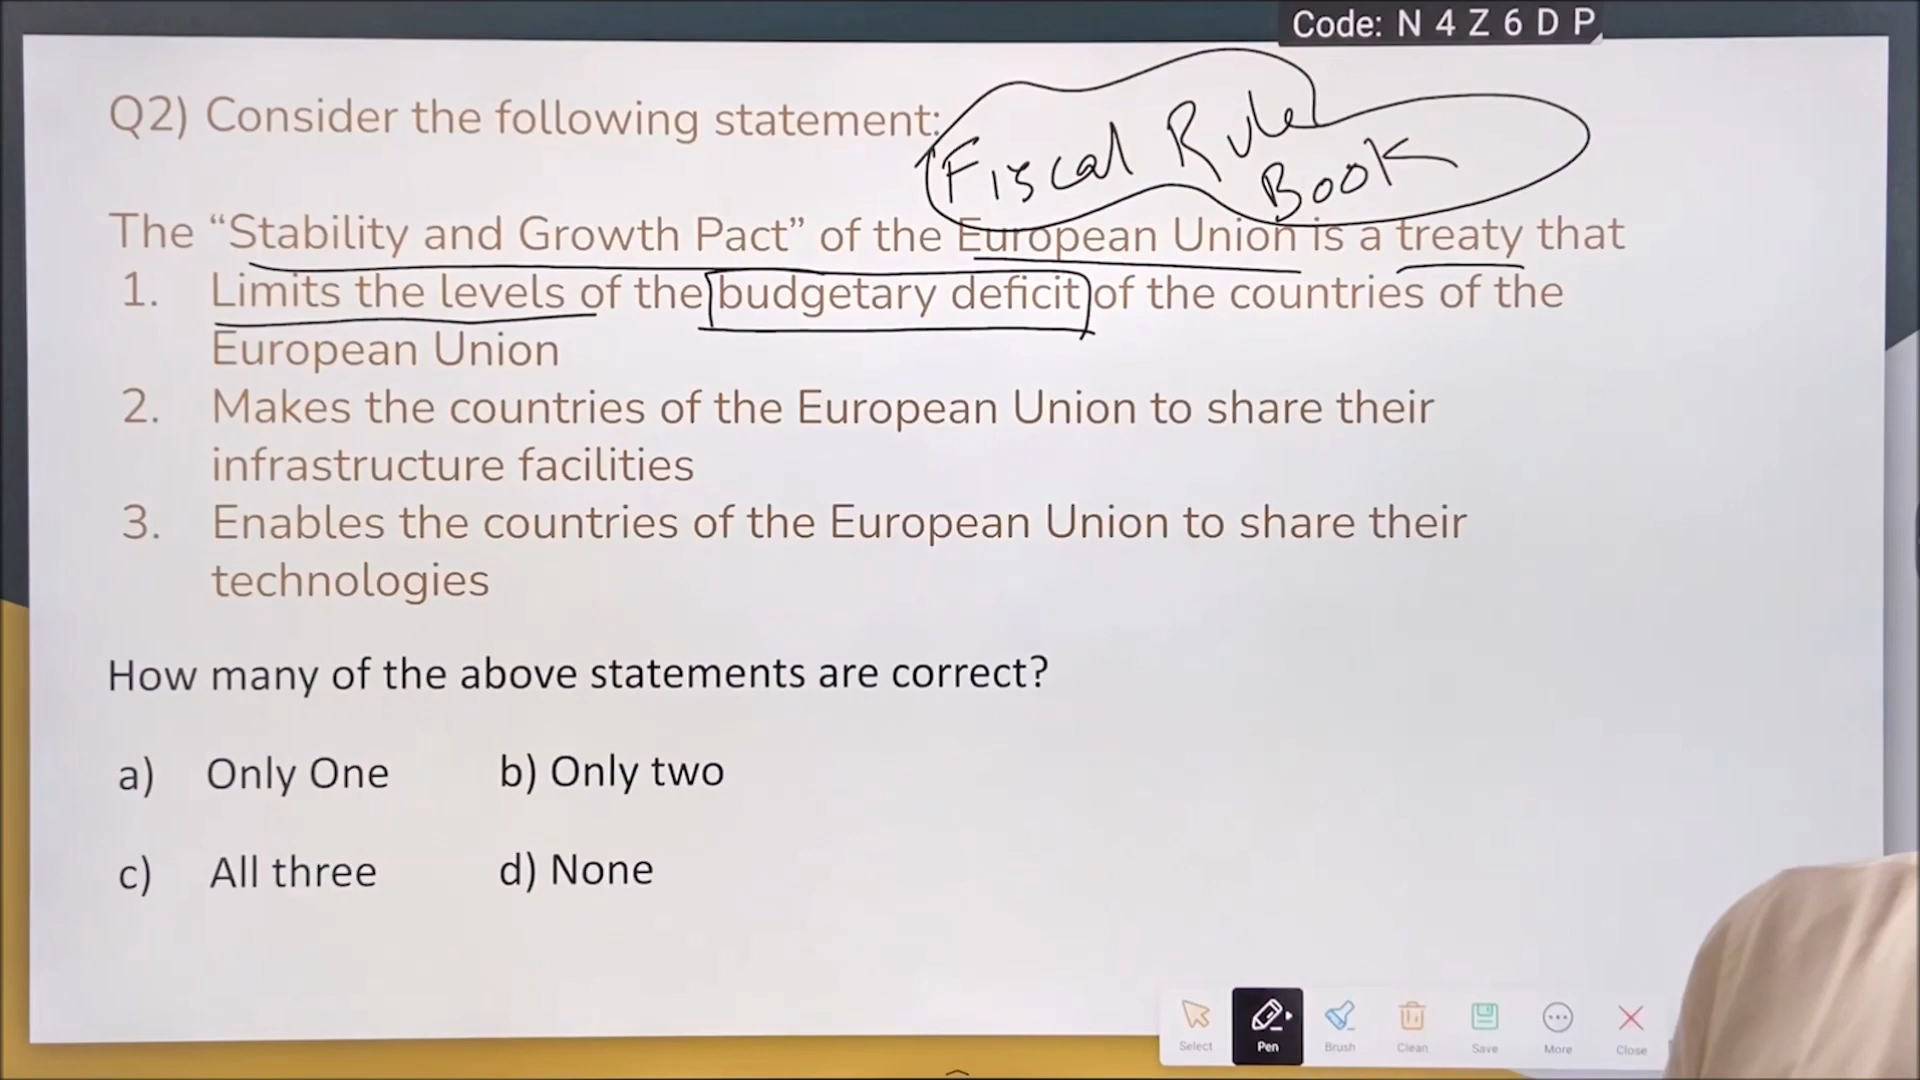 Code: N 4 Z 6 D P
Q2) Consider the following statement:
Fiscal Rule
Book
The “Stability and Growth Pact” of the European Union is a treaty that
1. Limits the levels of the budgetary deficit of the countries of the
European Union
2. Makes the countries of the European Union to share their
infrastructure facilities
3. Enables the countries of the European Union to share their
technologies
How many of the above statements are correct?
a) Only One b) Only two
c) All three d) None
Select Pen Brush Clean Save More Close